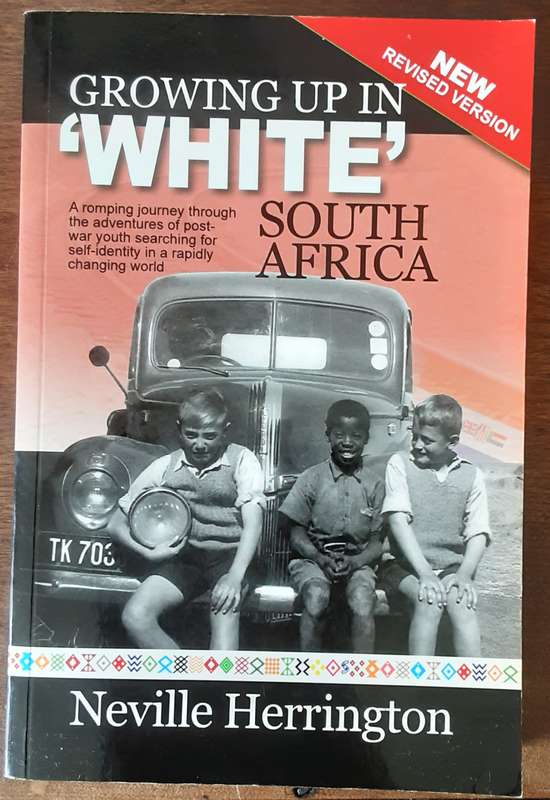 NEW
REVISED VERSION
GROWING UP IN
‘WHITE’
SOUTH
AFRICA
A romping journey through
the adventures of post-
war youth searching for
self-identity in a rapidly
changing world
TK 703
Neville Herrington